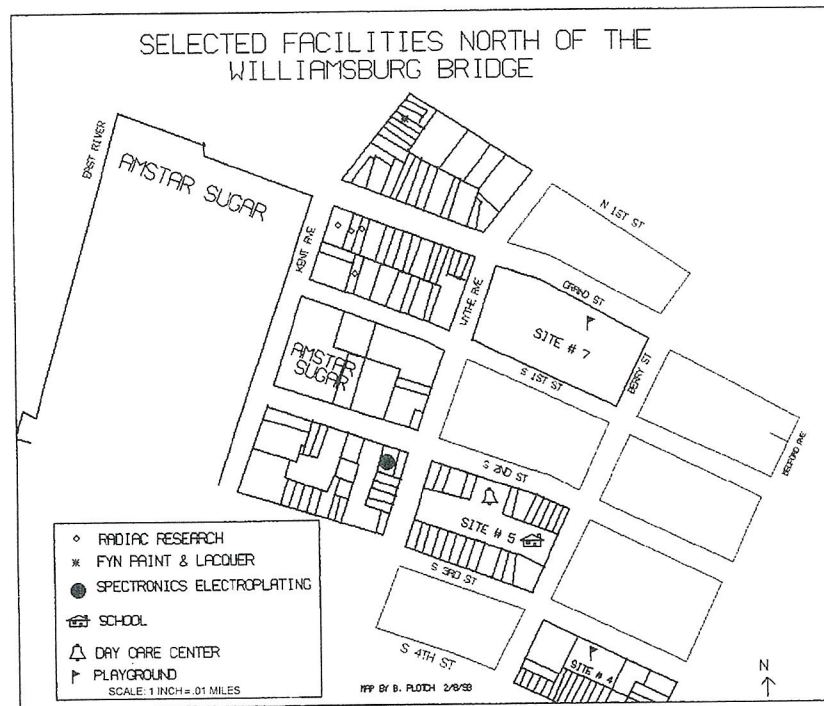 SELECTED FACILITIES NORTH OF THE
WILLIAMSBURG BRIDGE
EAST RIVER
AMSTAR SUGAR
N 1ST ST
KENT AVE
WYTHE AVE
GRAND ST
SITE # 7
BERRY ST
AMSTAR
SUGAR
S 1ST ST
BEDFORD AVE
S 2ND ST
SITE # 5
RADIAC RESEARCH
FYN PAINT & LACQUER
SPECTRONICS ELECTROPLATING
SCHOOL
DAY CARE CENTER
PLAYGROUND
SCALE: 1 INCH = .01 MILES
S 3RD ST
S 4TH ST
SITE # 4
MAP BY B. PLOTCH 2/8/93
N